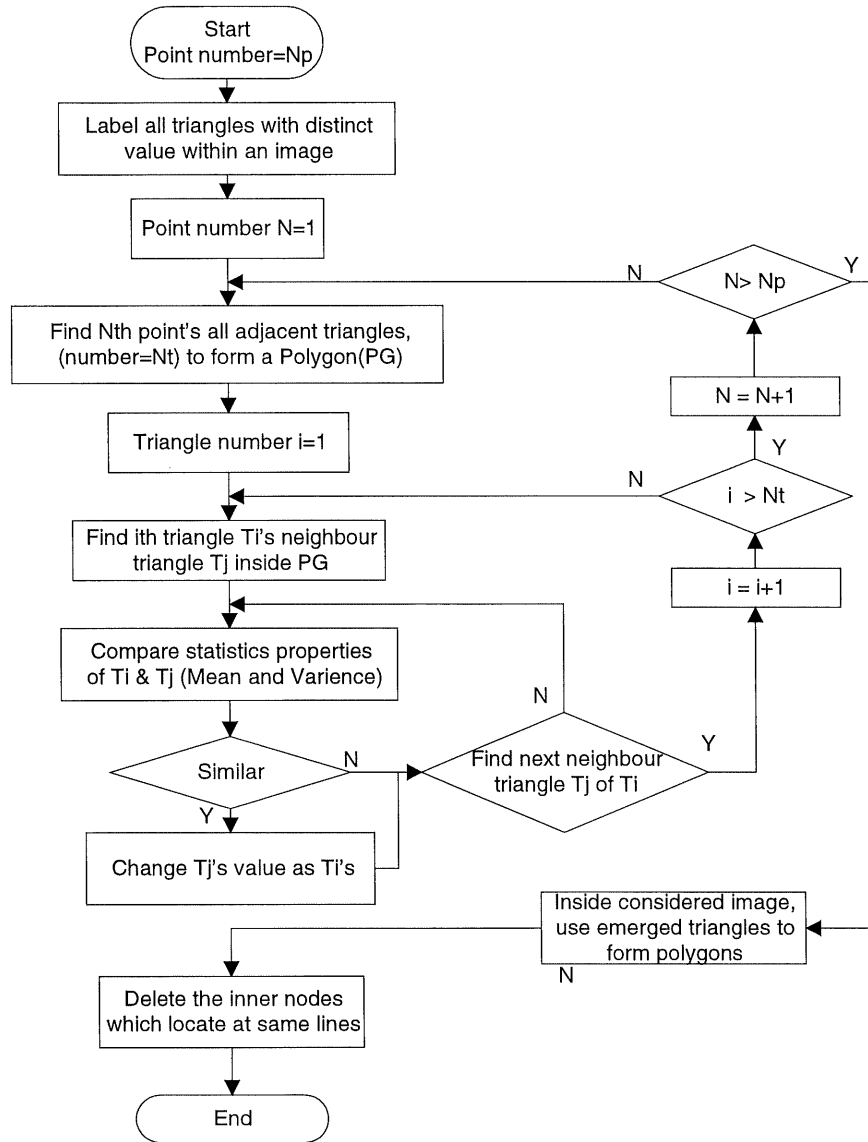 Start
Point number=Np
Label all triangles with distinct
value within an image
Point number N=1
N
N> Np
Y
Find Nth point's all adjacent triangles,
(number=Nt) to form a Polygon(PG)
N = N+1
Triangle number i=1
Y
N
i > Nt
Find ith triangle Ti's neighbour
triangle Tj inside PG
i = i+1
Compare statistics properties
of Ti & Tj (Mean and Varience)
N
Similar
N
Y
Find next neighbour
triangle Tj of Ti
Y
Change Tj's value as Ti's
Inside considered image,
use emerged triangles to
form polygons
N
Delete the inner nodes
which locate at same lines
End